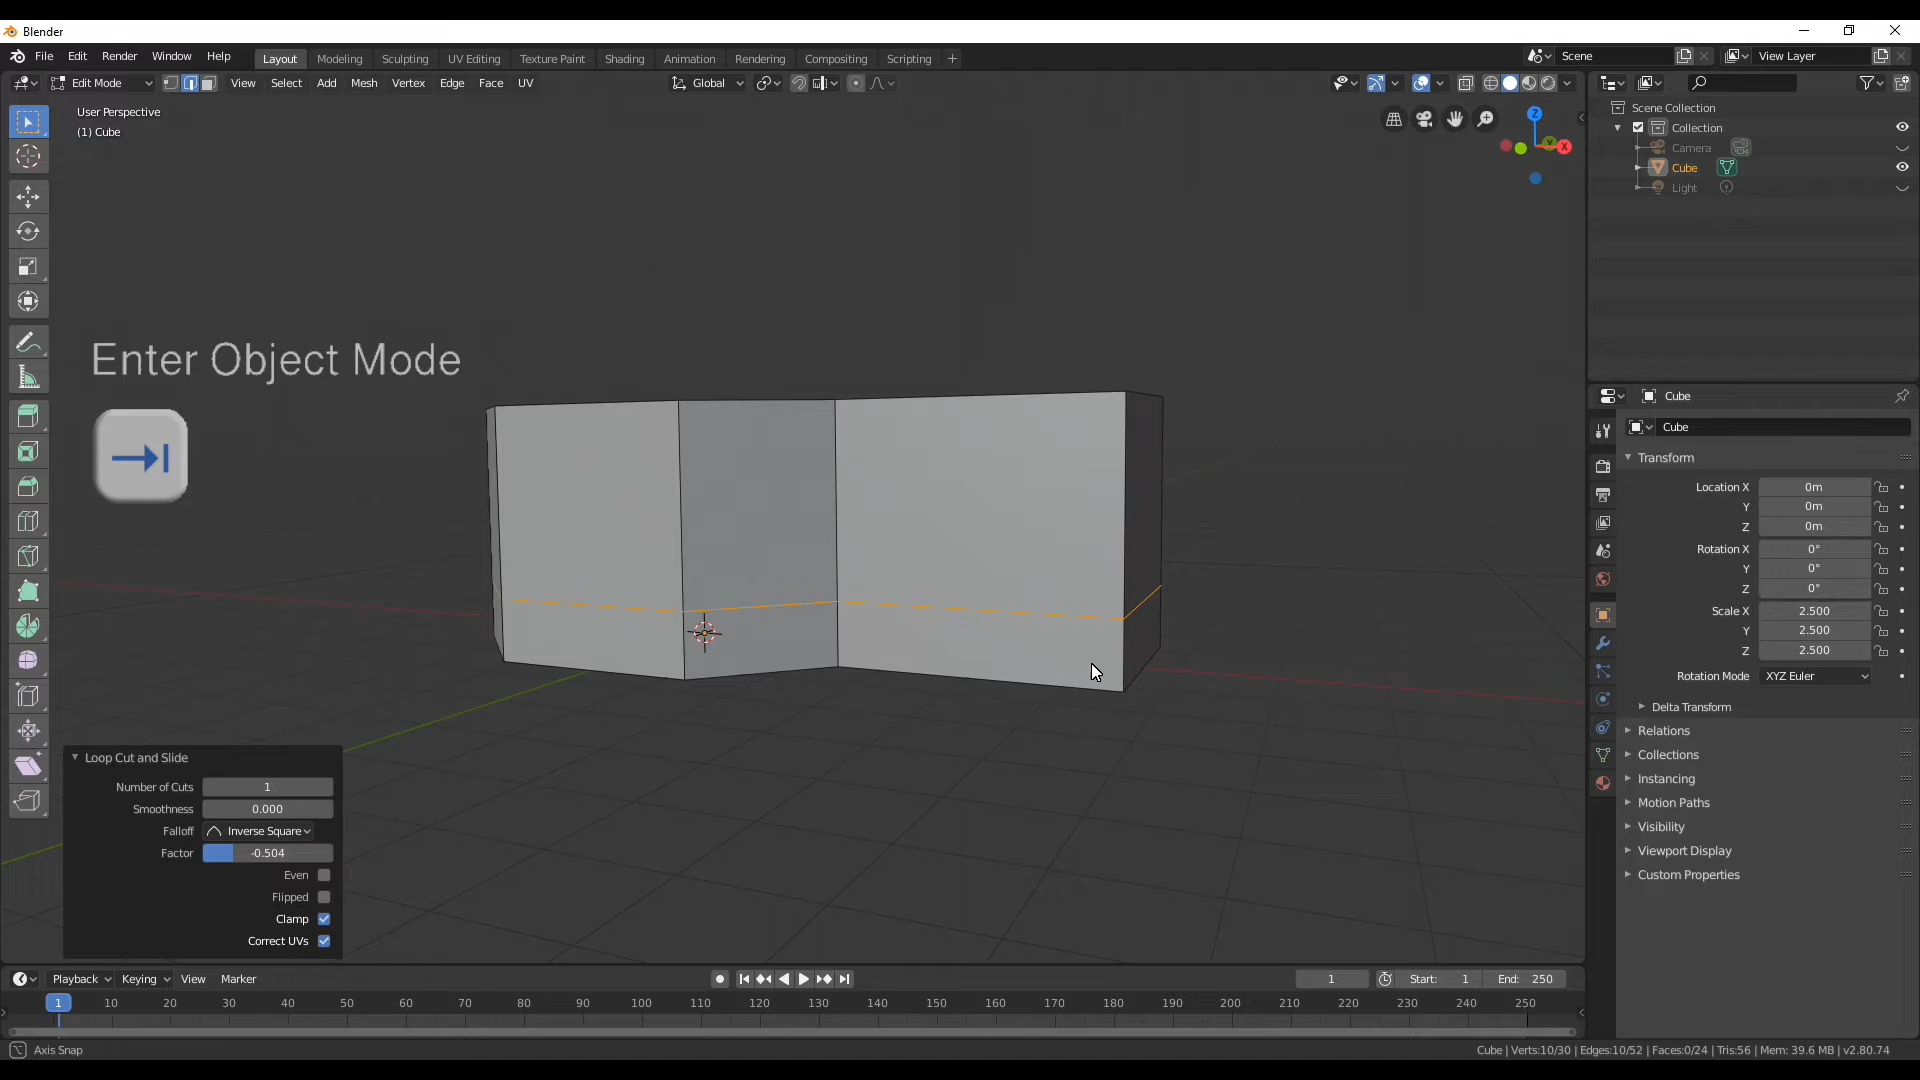 Blender
File Edit Render Window Help
Layout Modeling Sculpting UV Editing Texture Paint Shading Animation Rendering Compositing Scripting +
Scene
View Layer
Edit Mode
View Select Add Mesh Vertex Edge Face UV
Global
User Perspective
(1) Cube
Z
Y
X
Scene Collection
Collection
Camera
Cube
Light
Enter Object Mode
Cube
Cube
Transform
Location X 0m
Y 0m
Z 0m
Rotation X 0°
Y 0°
Z 0°
Scale X 2.500
Y 2.500
Z 2.500
Rotation Mode XYZ Euler
Delta Transform
Relations
Collections
Instancing
Motion Paths
Visibility
Viewport Display
Custom Properties
Loop Cut and Slide
Number of Cuts 1
Smoothness 0.000
Falloff Inverse Square
Factor -0.504
Even
Flipped
Clamp
Correct UVs
Playback Keying View Marker
1 Start: 1 End: 250
1 10 20 30 40 50 60 70 80 90 100 110 120 130 140 150 160 170 180 190 200 210 220 230 240 250
Axis Snap
Cube | Verts:10/30 | Edges:10/52 | Faces:0/24 | Tris:56 | Mem: 39.6 MB | v2.80.74